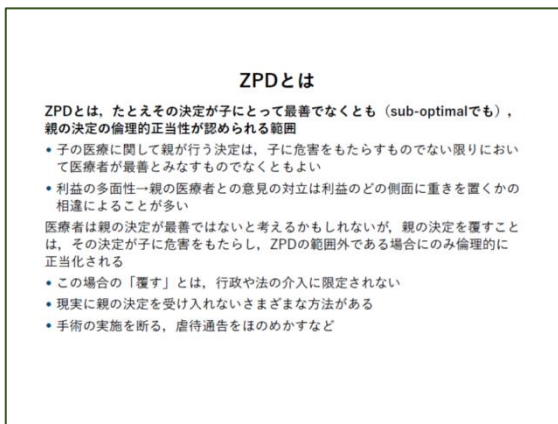 ZPDとは
ZPDとは，たとえその決定が子にとって最善でなくとも（sub-optimalでも），
親の決定の倫理的正当性が認められる範囲
• 子の医療に関して親が行う決定は，子に危害をもたらすものでない限りにおい
て医療者が最善とみなすものでなくともよい
• 利益の多面性→親の医療者との意見の対立は利益のどの側面に重きを置くかの
相違によることが多い
医療者は親の決定が最善ではないと考えるかもしれないが，親の決定を覆すこと
は，その決定が子に危害をもたらし，ZPDの範囲外である場合にのみ倫理的に
正当化される
• この場合の「覆す」とは，行政や法の介入に限定されない
• 現実に親の決定を受け入れないさまざまな方法がある
• 手術の実施を断る，虐待通告をほのめかすなど